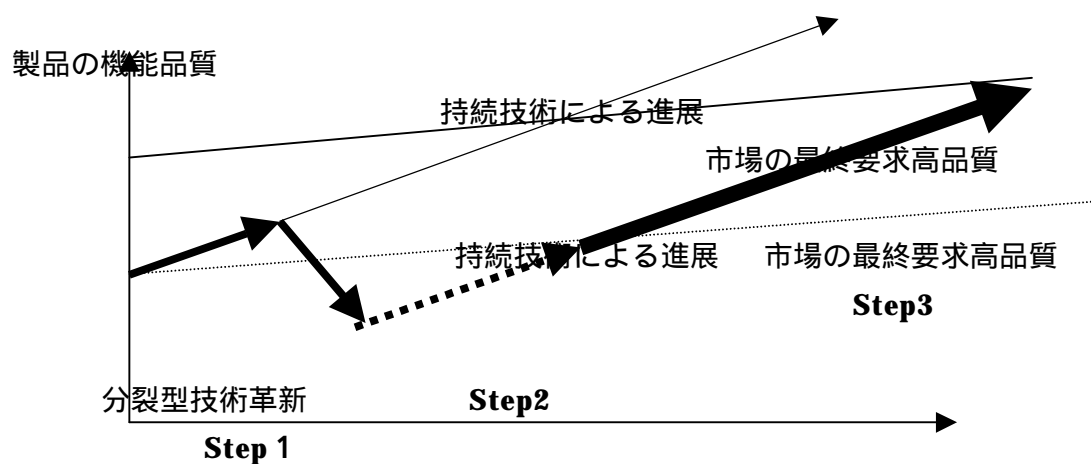 製品の機能品質
持続技術による進展
市場の最終要求高品質
持続技術による進展
市場の最終要求高品質
Step3
分裂型技術革新
Step2
Step 1